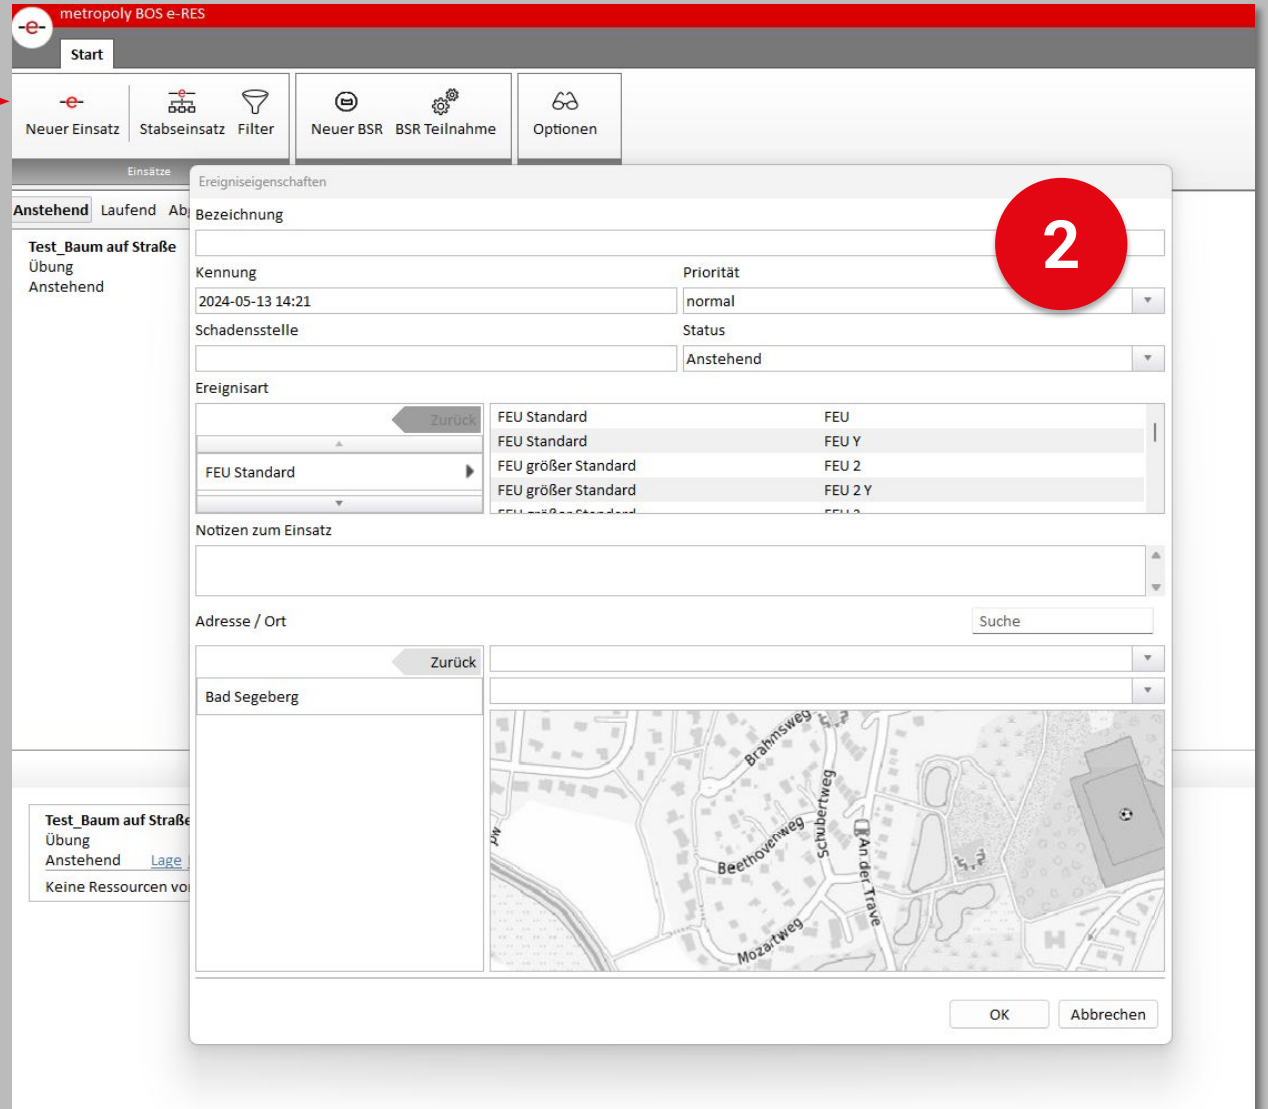 -e-
metropoly BOS e-RES
Start
-e-
Neuer Einsatz
-e-
Stabseinsatz
Filter
Neuer BSR
BSR Teilnahme
Optionen
Einsätze
Anstehend Laufend
Test_Baum auf Straße
Übung
Anstehend
Ereigniseigenschaften
2
Bezeichnung
Kennung Priorität
2024-05-13 14:21 normal
Schadensstelle Status
Anstehend
Ereignisart
Zurück
FEU Standard
FEU Standard FEU
FEU Standard FEU Y
FEU größer Standard FEU 2
FEU größer Standard FEU 2 Y
Notizen zum Einsatz
Adresse / Ort Suche
Zurück
Bad Segeberg
Brahmsweg
Schubertweg
Beethovenweg
An der Trave
Mozartweg
H
Test_Baum auf Straße
Übung
Anstehend Lage
Keine Ressourcen
OK Abbrechen